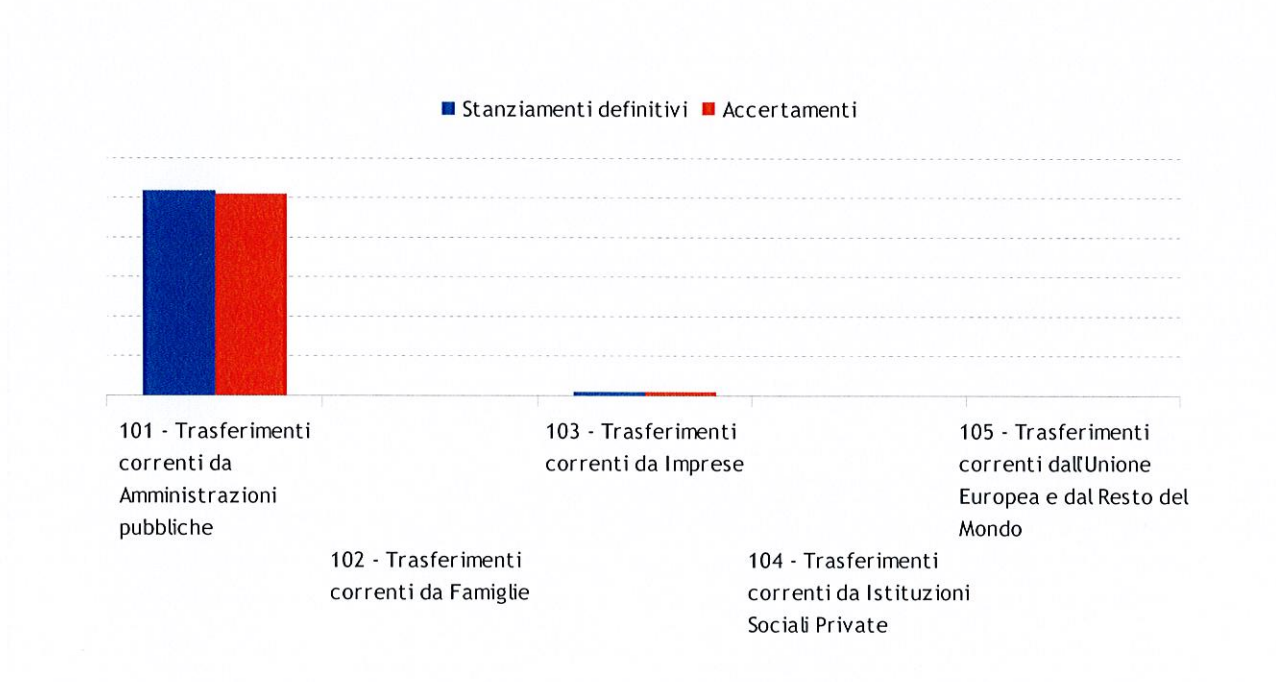 Stanziamenti definitivi Accertamenti
101 - Trasferimenti
correnti da
Amministrazioni
pubbliche
102 - Trasferimenti
correnti da Famiglie
103 - Trasferimenti
correnti da Imprese
104 - Trasferimenti
correnti da Istituzioni
Sociali Private
105 - Trasferimenti
correnti dall'Unione
Europea e dal Resto del
Mondo